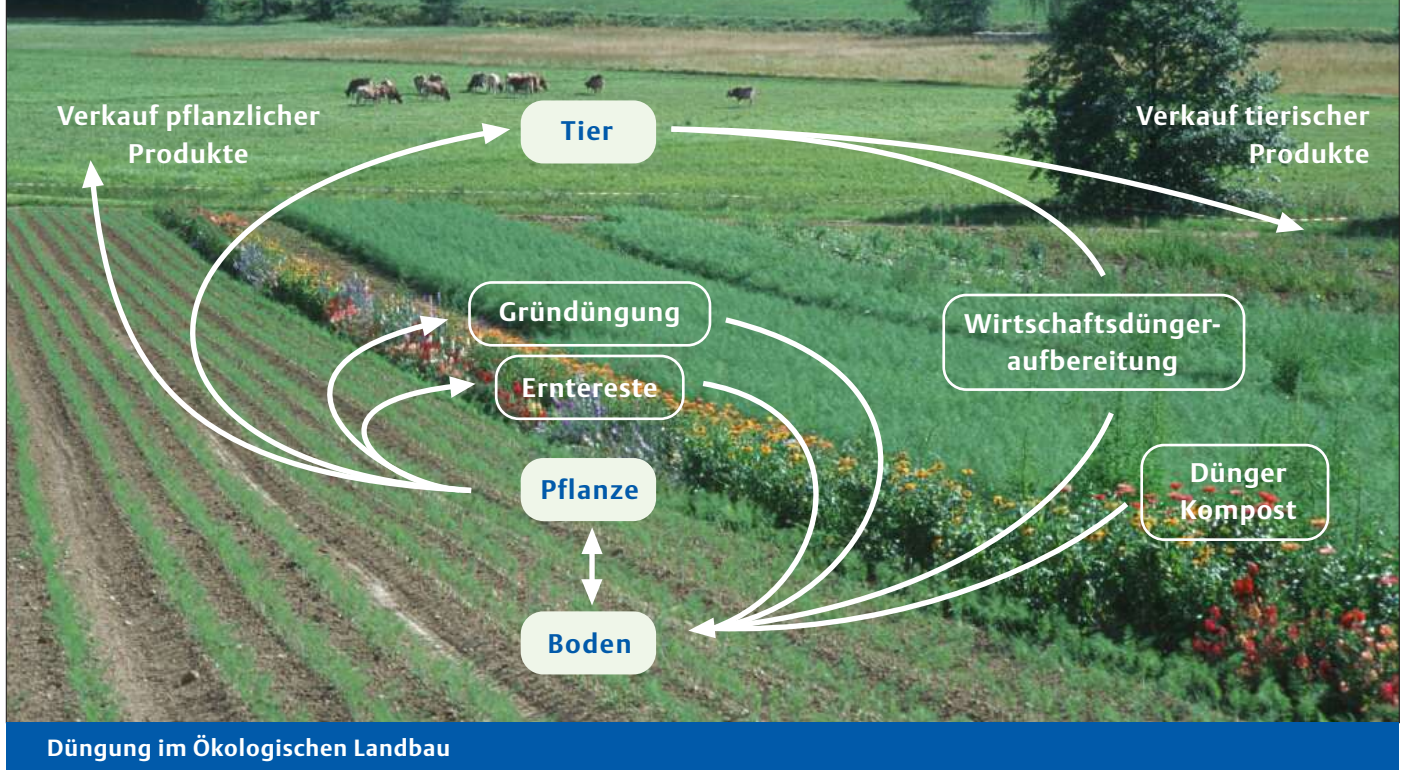 Verkauf pflanzlicher
Produkte
Tier
Verkauf tierischer
Produkte
Gründüngung
Wirtschaftsdünger-
aufbereitung
Erntereste
Pflanze
Dünger
Kompost
Boden
Düngung im Ökologischen Landbau